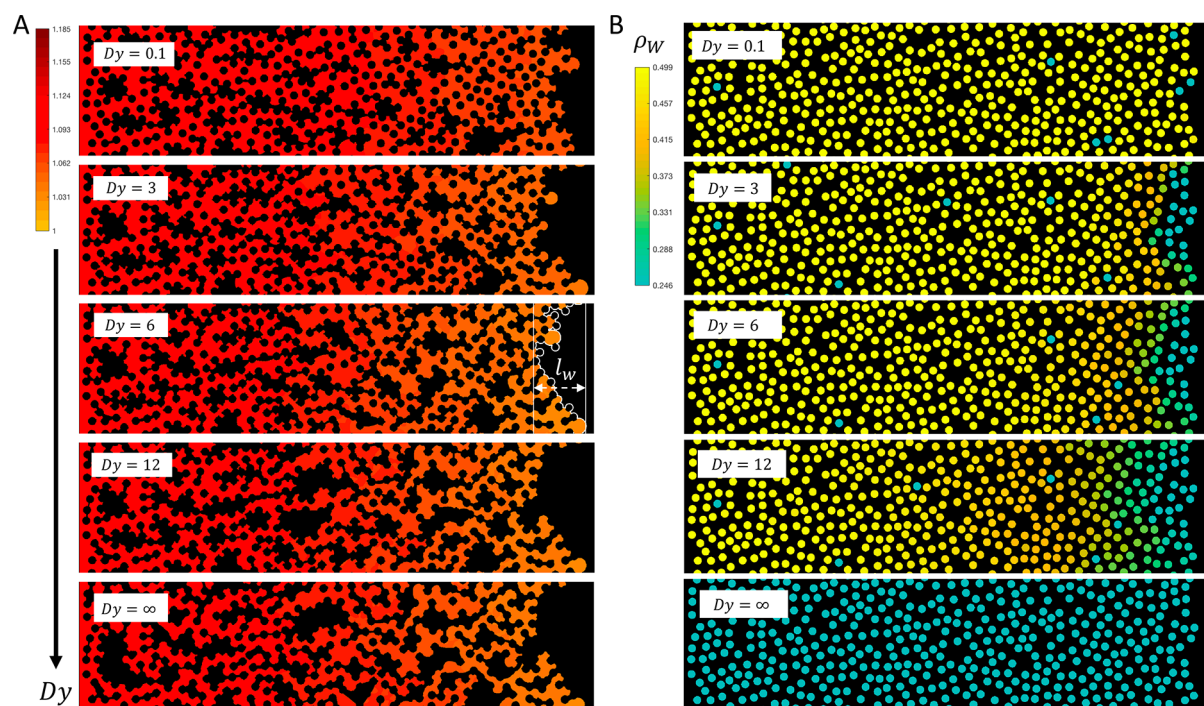 A
1.185
1.155
1.124
1.093
1.062
1.031
1
Dy = 0.1
Dy = 3
Dy = 6
l_w
Dy = 12
Dy = ∞
Dy
B
ρ_W
0.499
0.457
0.415
0.373
0.331
0.288
0.246
Dy = 0.1
Dy = 3
Dy = 6
Dy = 12
Dy = ∞